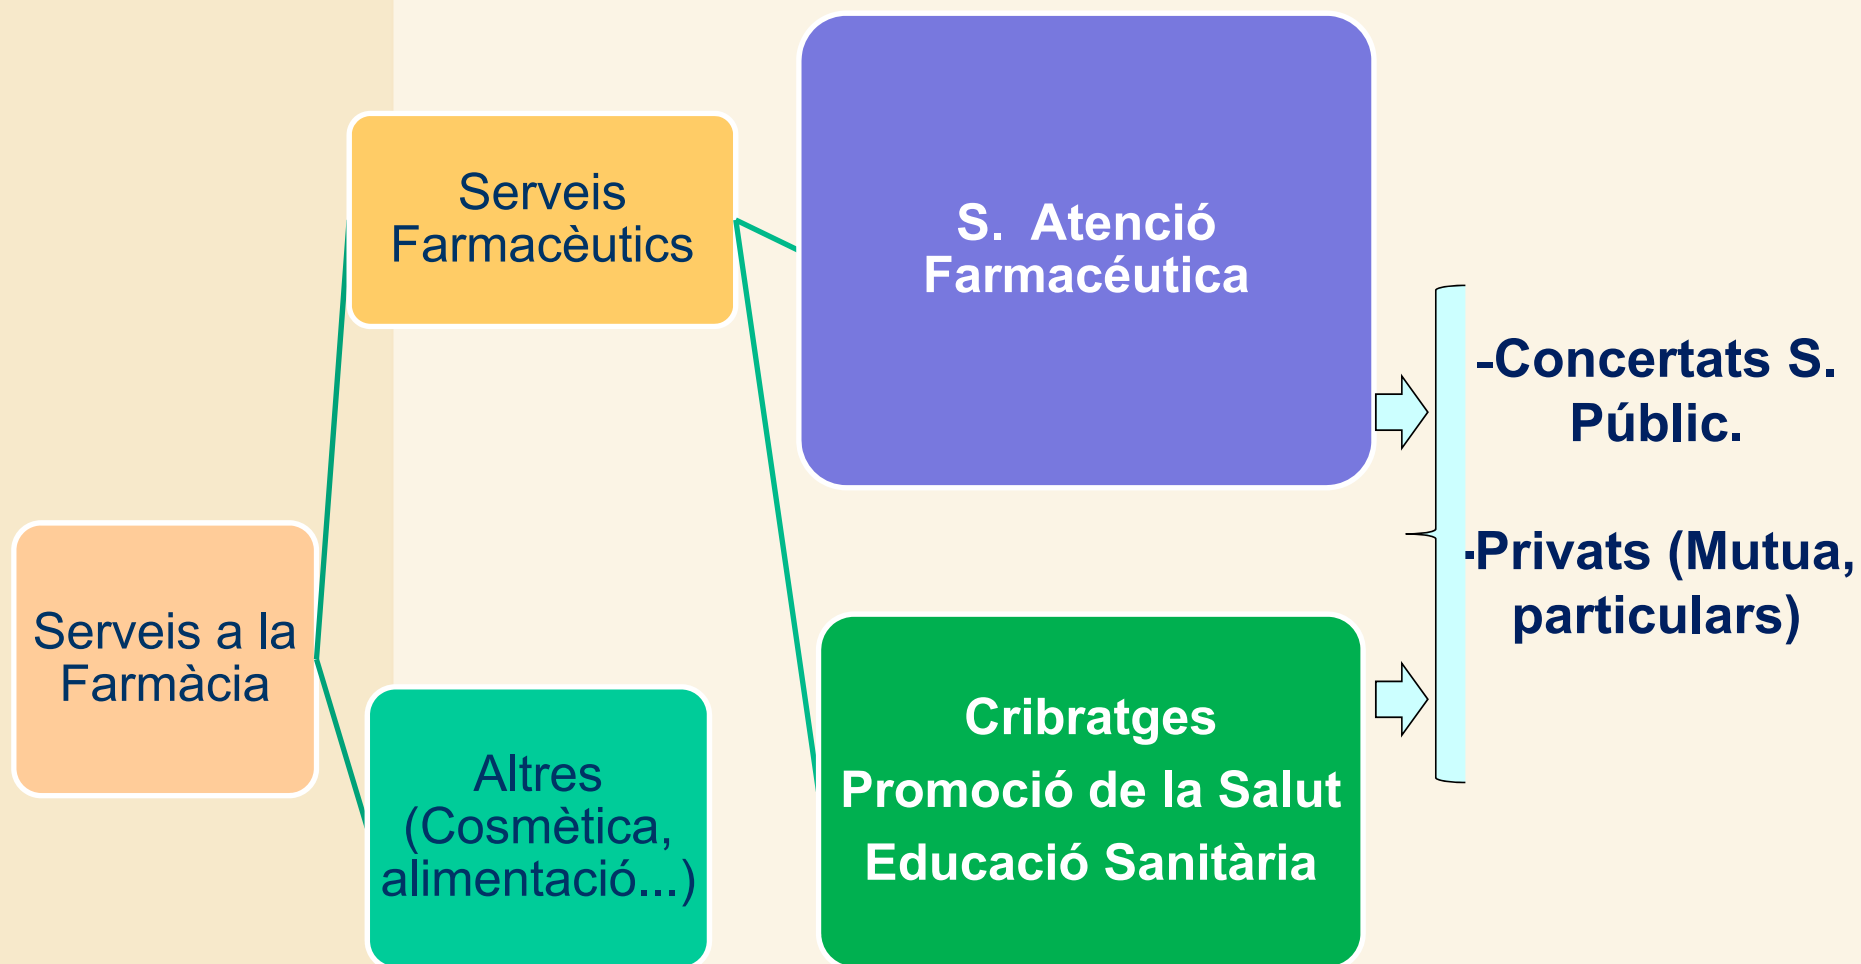 Serveis
Farmacèutics
S. Atenció
Farmacéutica
-Concertats S.
Públic.
-Privats (Mutua,
particulars)
Serveis a la
Farmàcia
Altres
(Cosmètica,
alimentació...)
Cribratges
Promoció de la Salut
Educació Sanitària